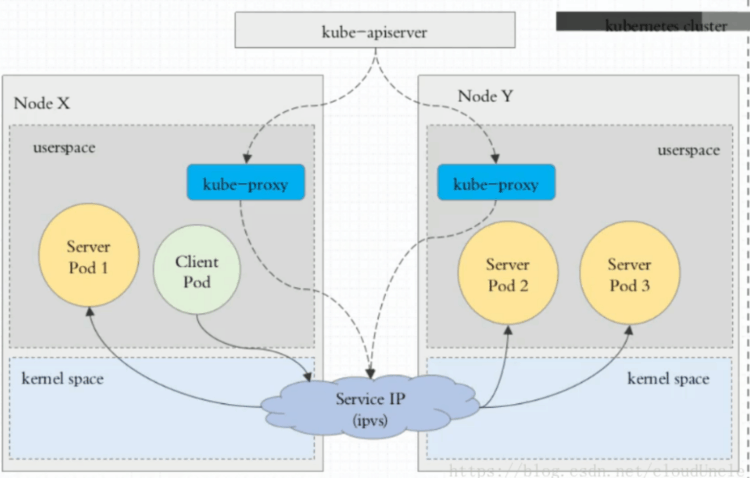 kube-apiserver
kubernetes cluster
Node X
Node Y
userspace
userspace
kube-proxy
kube-proxy
Server
Pod 1
Client
Pod
Server
Pod 2
Server
Pod 3
kernel space
kernel space
Service IP
(ipvs)
https://blog.csdn.net/cloudUncle